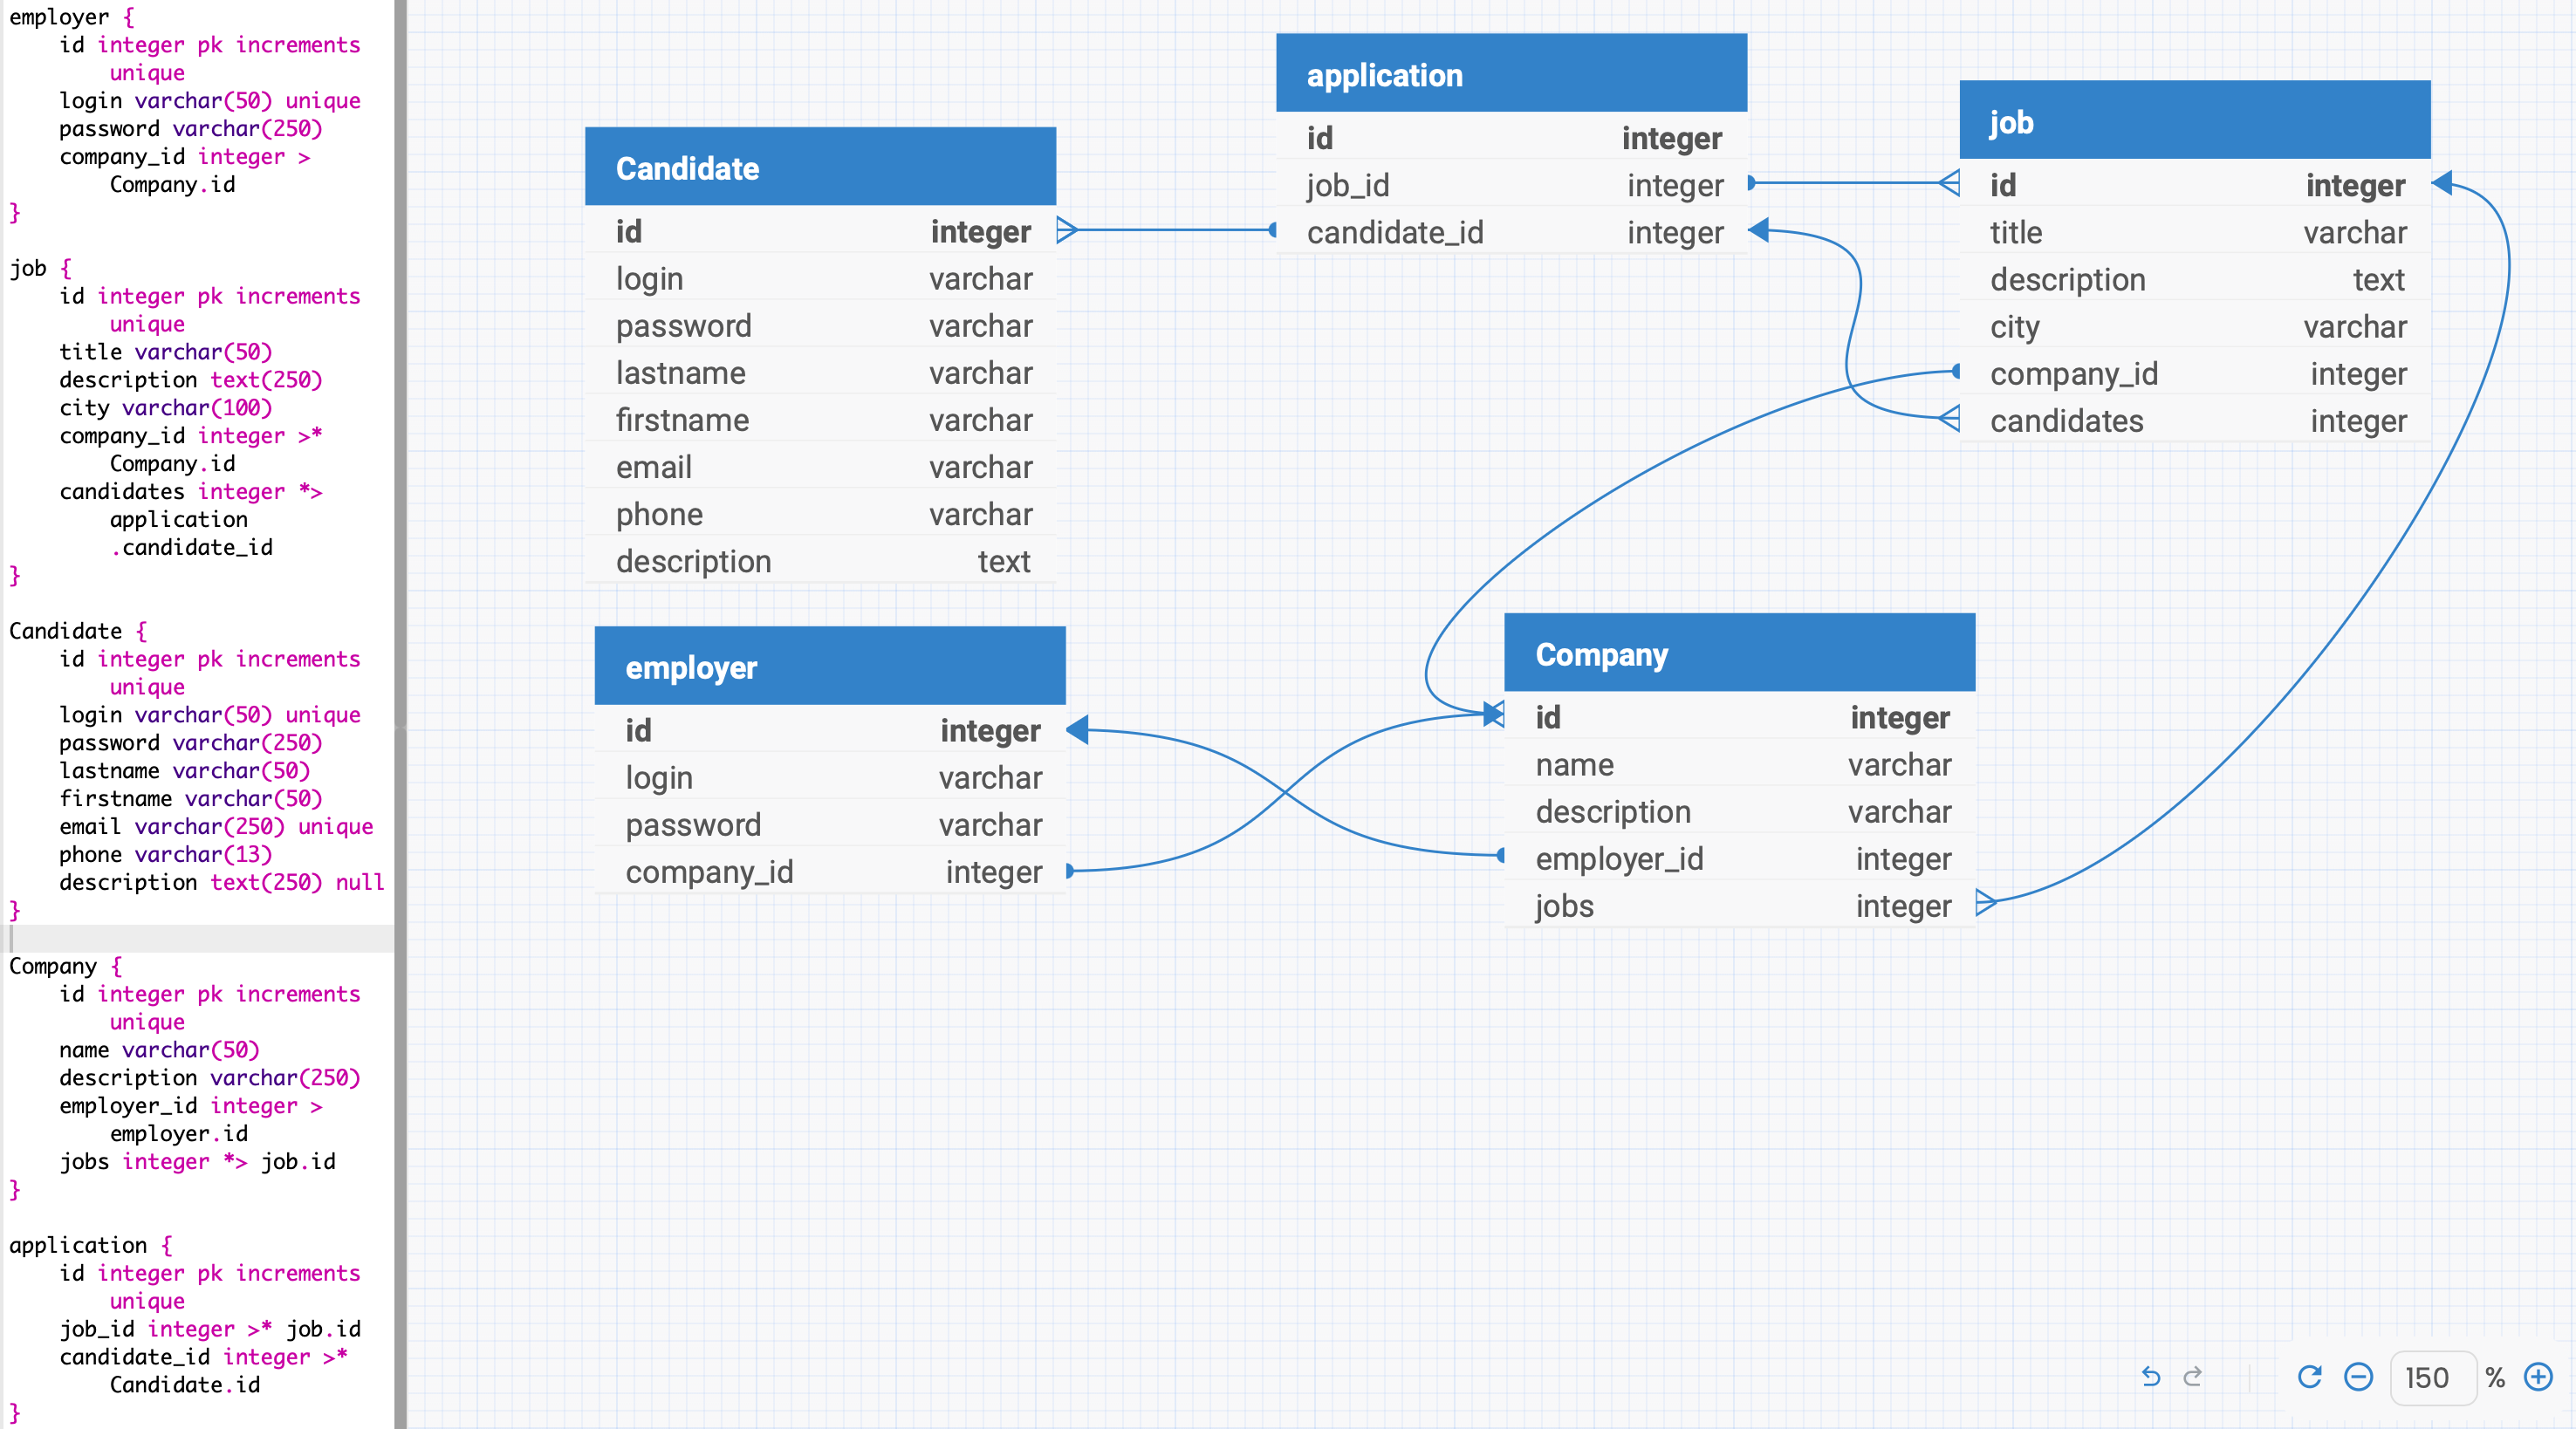 employer {
id integer pk increments
unique
login varchar(50) unique
password varchar(250)
company_id integer >
Company.id
}
job {
id integer pk increments
unique
title varchar(50)
description text(250)
city varchar(100)
company_id integer >*
Company.id
candidates integer *>
application
.candidate_id
}
Candidate {
id integer pk increments
unique
login varchar(50) unique
password varchar(250)
lastname varchar(50)
firstname varchar(50)
email varchar(250) unique
phone varchar(13)
description text(250) null
}
Company {
id integer pk increments
unique
name varchar(50)
description varchar(250)
employer_id integer >
employer.id
jobs integer *> job.id
}
application {
id integer pk increments
unique
job_id integer >* job.id
candidate_id integer >*
Candidate.id
}
Candidate
id integer
login varchar
password varchar
lastname varchar
firstname varchar
email varchar
phone varchar
description text
application
id integer
job_id integer
candidate_id integer
job
id integer
title varchar
description text
city varchar
company_id integer
candidates integer
employer
id integer
login varchar
password varchar
company_id integer
Company
id integer
name varchar
description varchar
employer_id integer
jobs integer
150 %